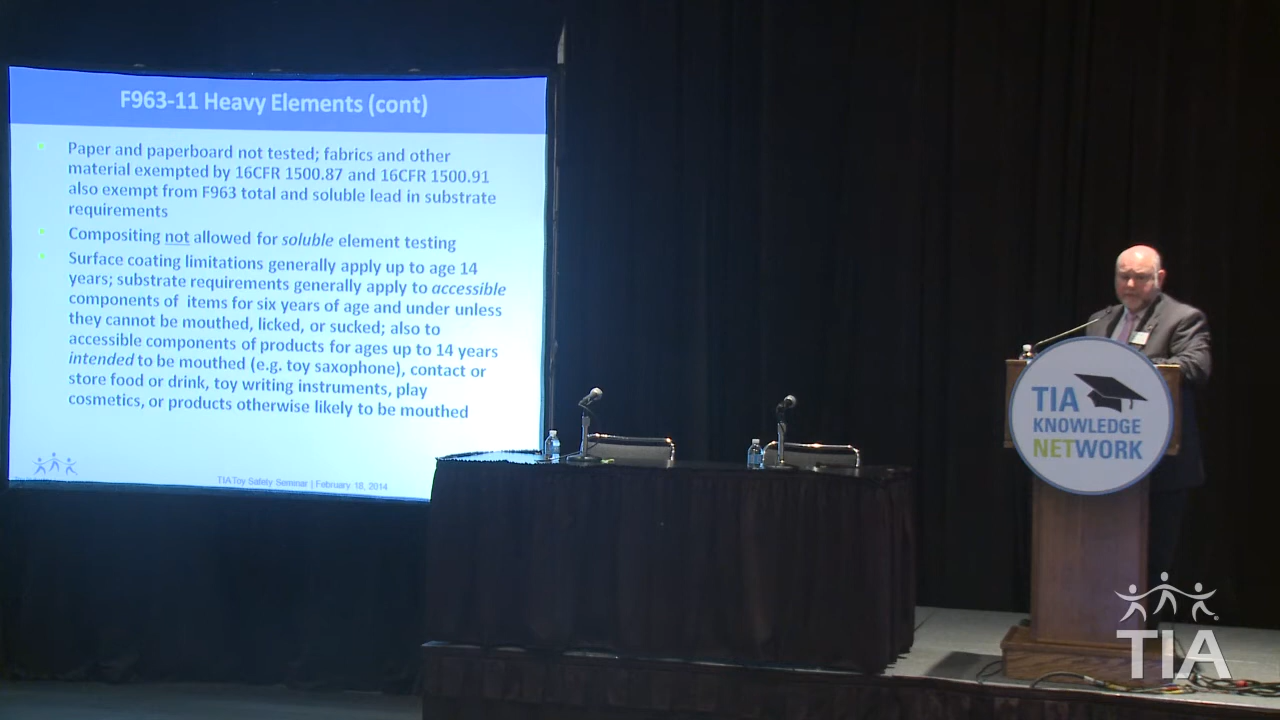 F963-11 Heavy Elements (cont)
Paper and paperboard not tested; fabrics and other
material exempted by 16CFR 1500.87 and 16CFR 1500.91
also exempt from F963 total and soluble lead in substrate
requirements
Compositing not allowed for soluble element testing
Surface coating limitations generally apply up to age 14
years; substrate requirements generally apply to accessible
components of items for six years of age and under unless
they cannot be mouthed, licked, or sucked; also to
accessible components of products for ages up to 14 years
intended to be mouthed (e.g. toy saxophone), contact or
store food or drink, toy writing instruments, play
cosmetics, or products otherwise likely to be mouthed
TIA Toy Safety Seminar | February 18, 2014
TIA
KNOWLEDGE
NETWORK
TIA